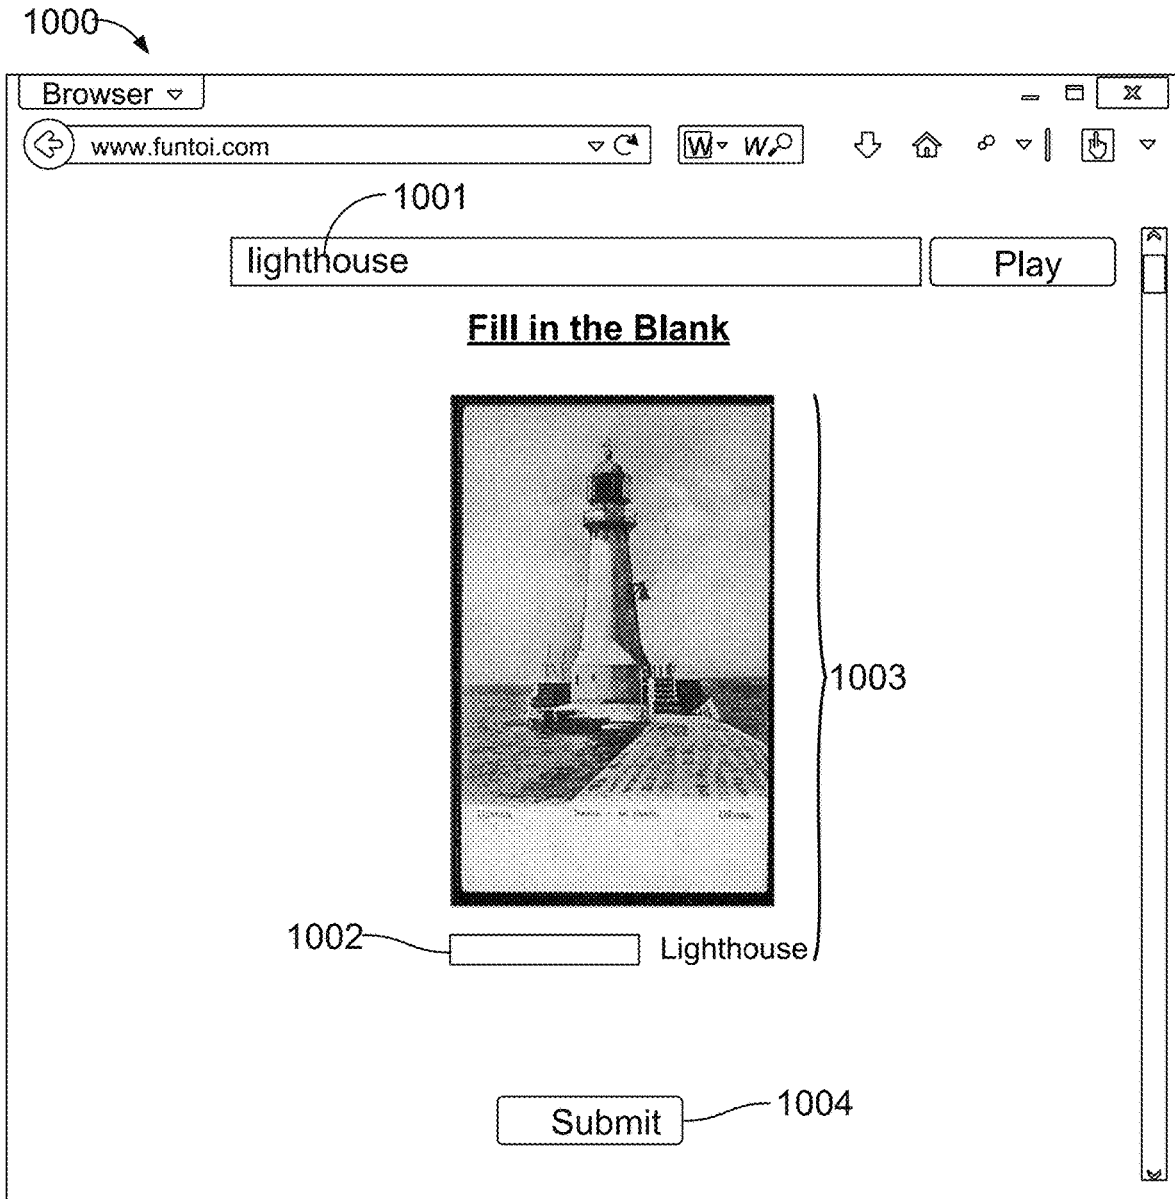 1000
Browser
www.funtoi.com
W W
1001
lighthouse Play
Fill in the Blank
1003
1002 Lighthouse
Submit 1004